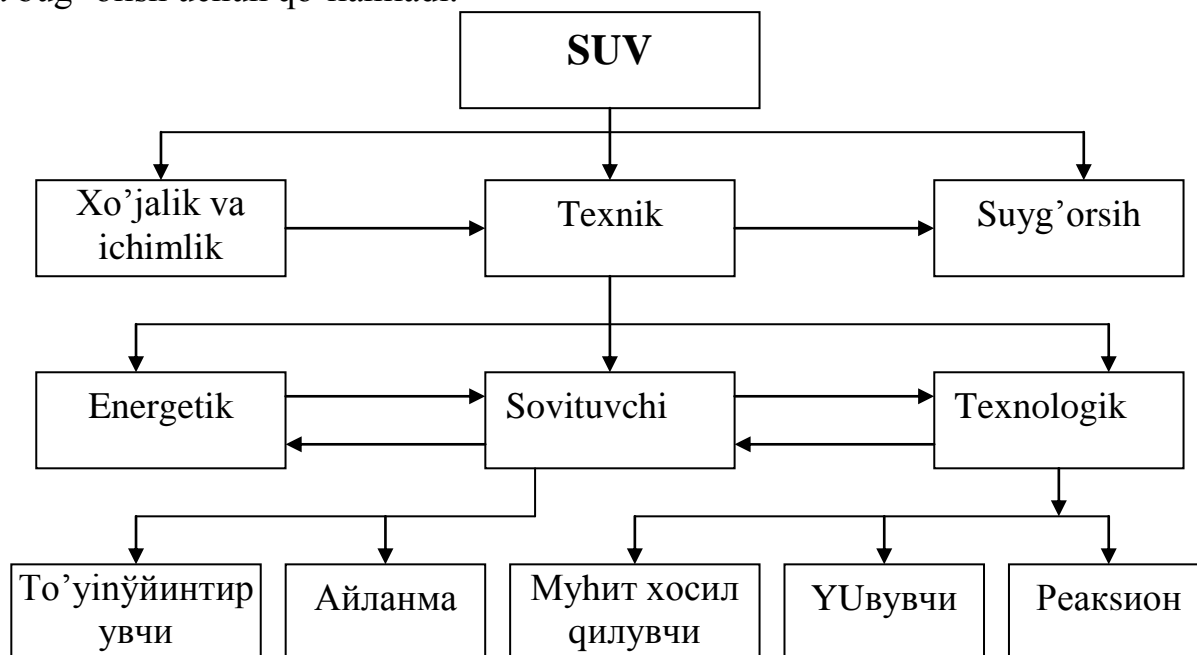 SUV
Xo’jalik va
ichimlik
Texnik
Suyg’orsih
Energetik
Sovituvchi
Texnologik
To’yinўйинтир
увчи
Айланма
Муhит хосил
qилувчи
YUвувчи
Реакsион